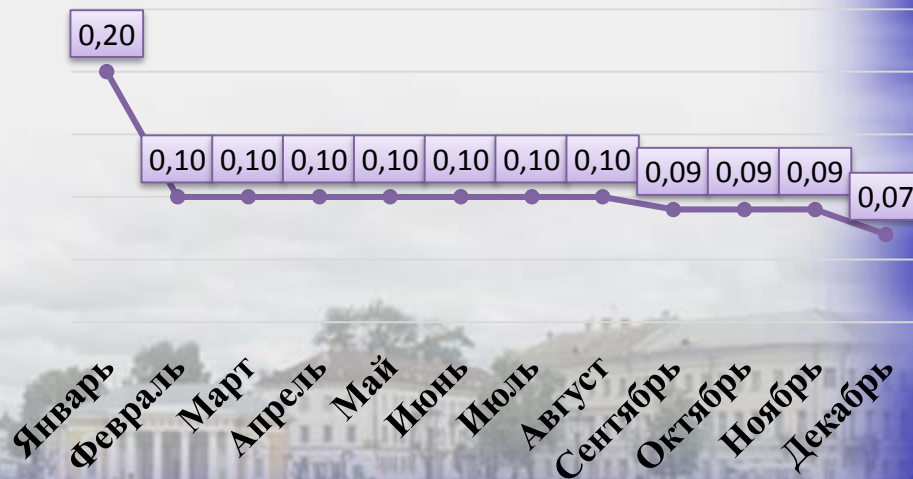 0,20
0,10 0,10 0,10 0,10 0,10 0,10 0,10 0,09 0,09 0,09 0,07
Январь Февраль Март Апрель Май Июнь Июль Август Сентябрь Октябрь Ноябрь Декабрь